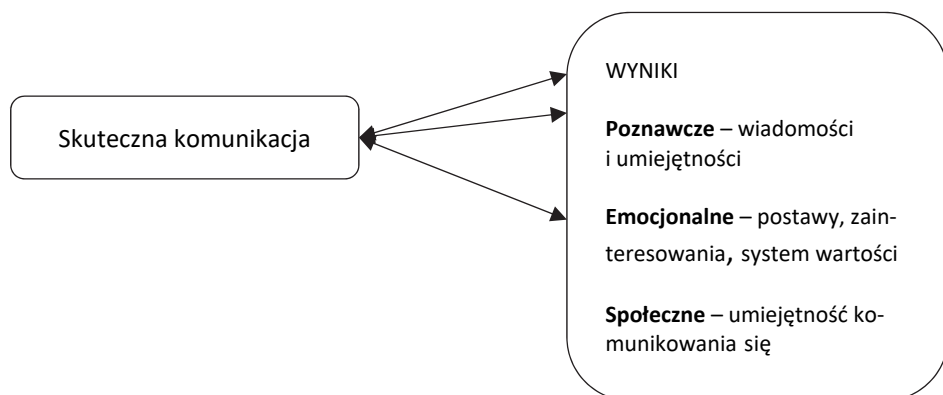 Skuteczna komunikacja
WYNIKI
Poznawcze – wiadomości
i umiejętności
Emocjonalne – postawy, zain-
teresowania, system wartości
Społeczne – umiejętność ko-
munikowania się